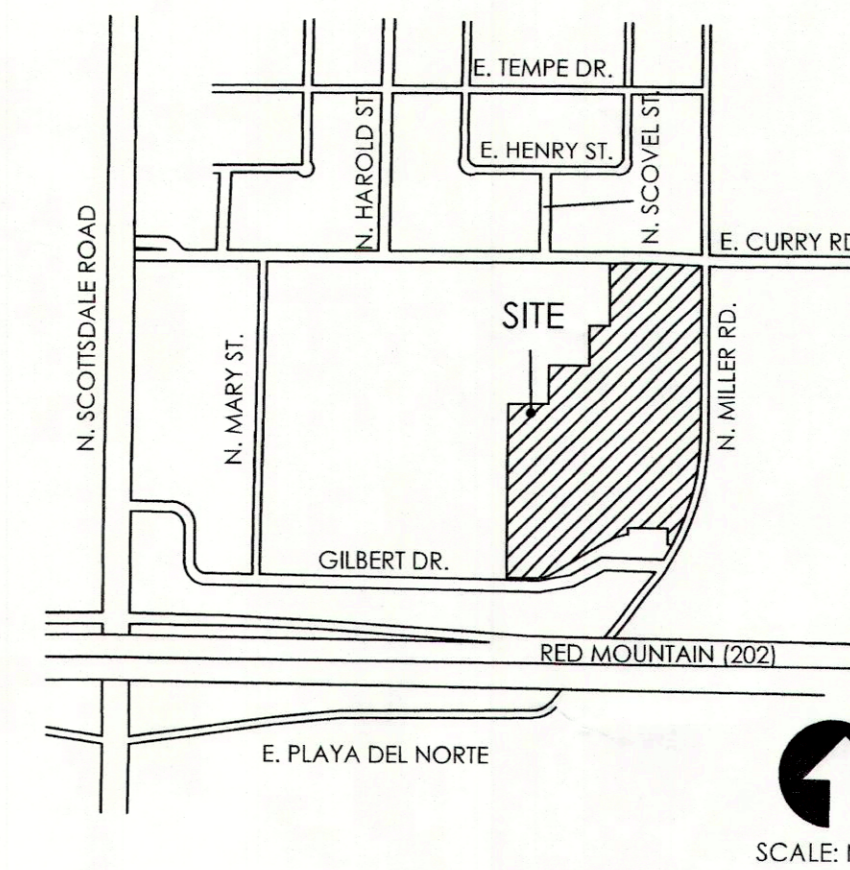 E. TEMPE DR.
N. HAROLD ST.
E. HENRY ST.
N. SCOVEL ST.
E. CURRY RD
N. SCOTTSDALE ROAD
SITE
N. MARY ST.
N. MILLER RD.
GILBERT DR.
RED MOUNTAIN (202)
E. PLAYA DEL NORTE
SCALE: